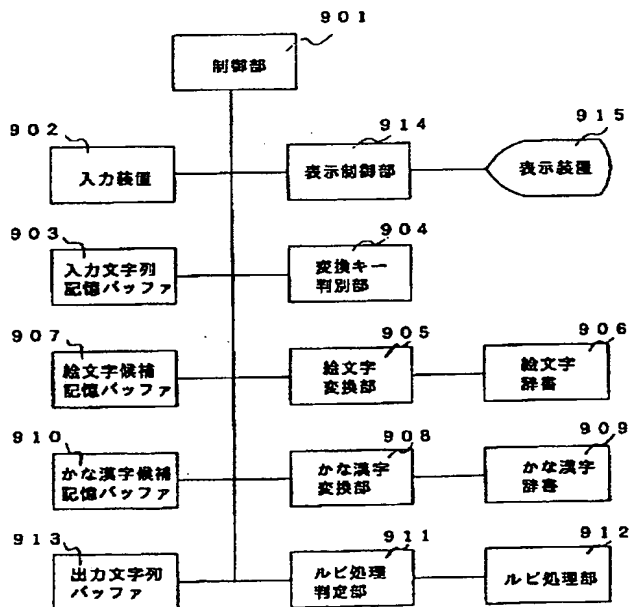 901
制御部
902
914
915
入力装置
表示制御部
表示装置
903
904
入力文字列
記憶バッファ
変換キー
判別部
907
905
906
絵文字候補
記憶バッファ
絵文字
変換部
絵文字
辞書
910
908
909
かな漢字候補
記憶バッファ
かな漢字
変換部
かな漢字
辞書
913
911
912
出力文字列
バッファ
ルビ処理
判定部
ルビ処理部